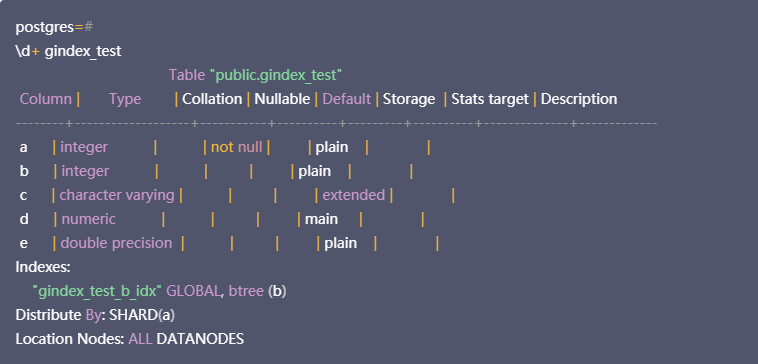 postgres=#
\d+ gindex_test
Table "public.gindex_test"
Column | Type | Collation | Nullable | Default | Storage | Stats target | Description
--------+-------------------+-----------+----------+---------+----------+--------------+-------------
a | integer | | not null | | plain | |
b | integer | | | | plain | |
c | character varying | | | | extended | |
d | numeric | | | | main | |
e | double precision | | | | plain | |
Indexes:
"gindex_test_b_idx" GLOBAL, btree (b)
Distribute By: SHARD(a)
Location Nodes: ALL DATANODES